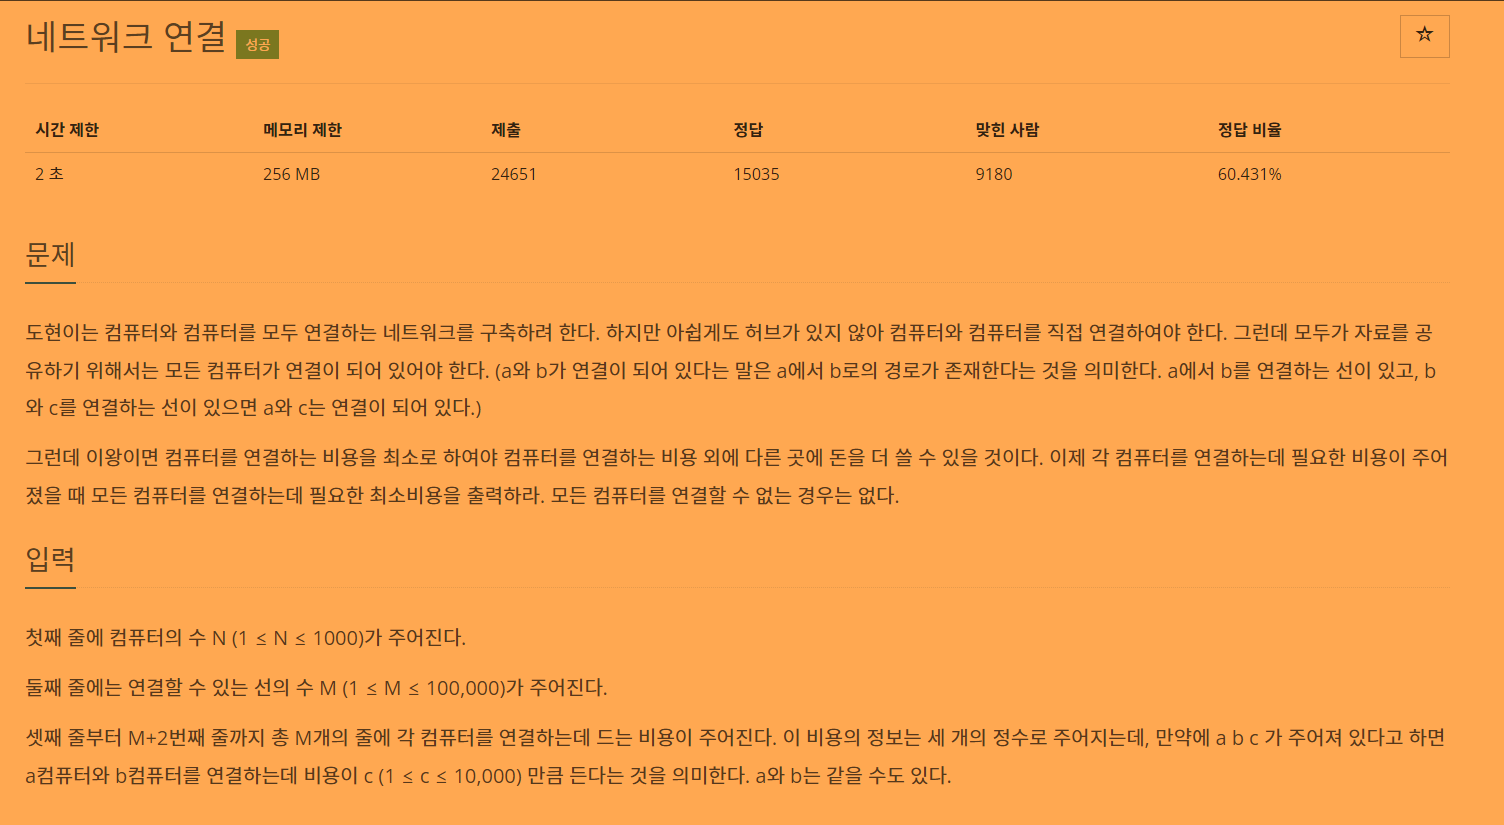 네트워크 연결 성공
☆
시간 제한 메모리 제한 제출 정답 맞힌 사람 정답 비율
2 초 256 MB 24651 15035 9180 60.431%
문제
도현이는 컴퓨터와 컴퓨터를 모두 연결하는 네트워크를 구축하려 한다. 하지만 아쉽게도 허브가 있지 않아 컴퓨터와 컴퓨터를 직접 연결하여야 한다. 그런데 모두가 자료를 공
유하기 위해서는 모든 컴퓨터가 연결이 되어 있어야 한다. (a와 b가 연결이 되어 있다는 말은 a에서 b로의 경로가 존재한다는 것을 의미한다. a에서 b를 연결하는 선이 있고, b
와 c를 연결하는 선이 있으면 a와 c는 연결이 되어 있다.)
그런데 이왕이면 컴퓨터를 연결하는 비용을 최소로 하여야 컴퓨터를 연결하는 비용 외에 다른 곳에 돈을 더 쓸 수 있을 것이다. 이제 각 컴퓨터를 연결하는데 필요한 비용이 주어
졌을 때 모든 컴퓨터를 연결하는데 필요한 최소비용을 출력하라. 모든 컴퓨터를 연결할 수 없는 경우는 없다.
입력
첫째 줄에 컴퓨터의 수 N (1 ≤ N ≤ 1000)가 주어진다.
둘째 줄에는 연결할 수 있는 선의 수 M (1 ≤ M ≤ 100,000)가 주어진다.
셋째 줄부터 M+2번째 줄까지 총 M개의 줄에 각 컴퓨터를 연결하는데 드는 비용이 주어진다. 이 비용의 정보는 세 개의 정수로 주어지는데, 만약에 a b c 가 주어져 있다고 하면
a컴퓨터와 b컴퓨터를 연결하는데 비용이 c (1 ≤ c ≤ 10,000) 만큼 든다는 것을 의미한다. a와 b는 같을 수도 있다.